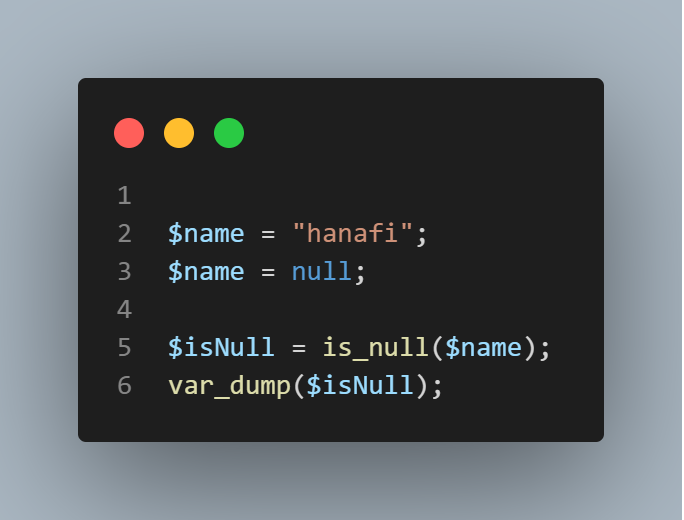 1
2 $name = "hanafi";
3 $name = null;
4
5 $isNull = is_null($name);
6 var_dump($isNull);